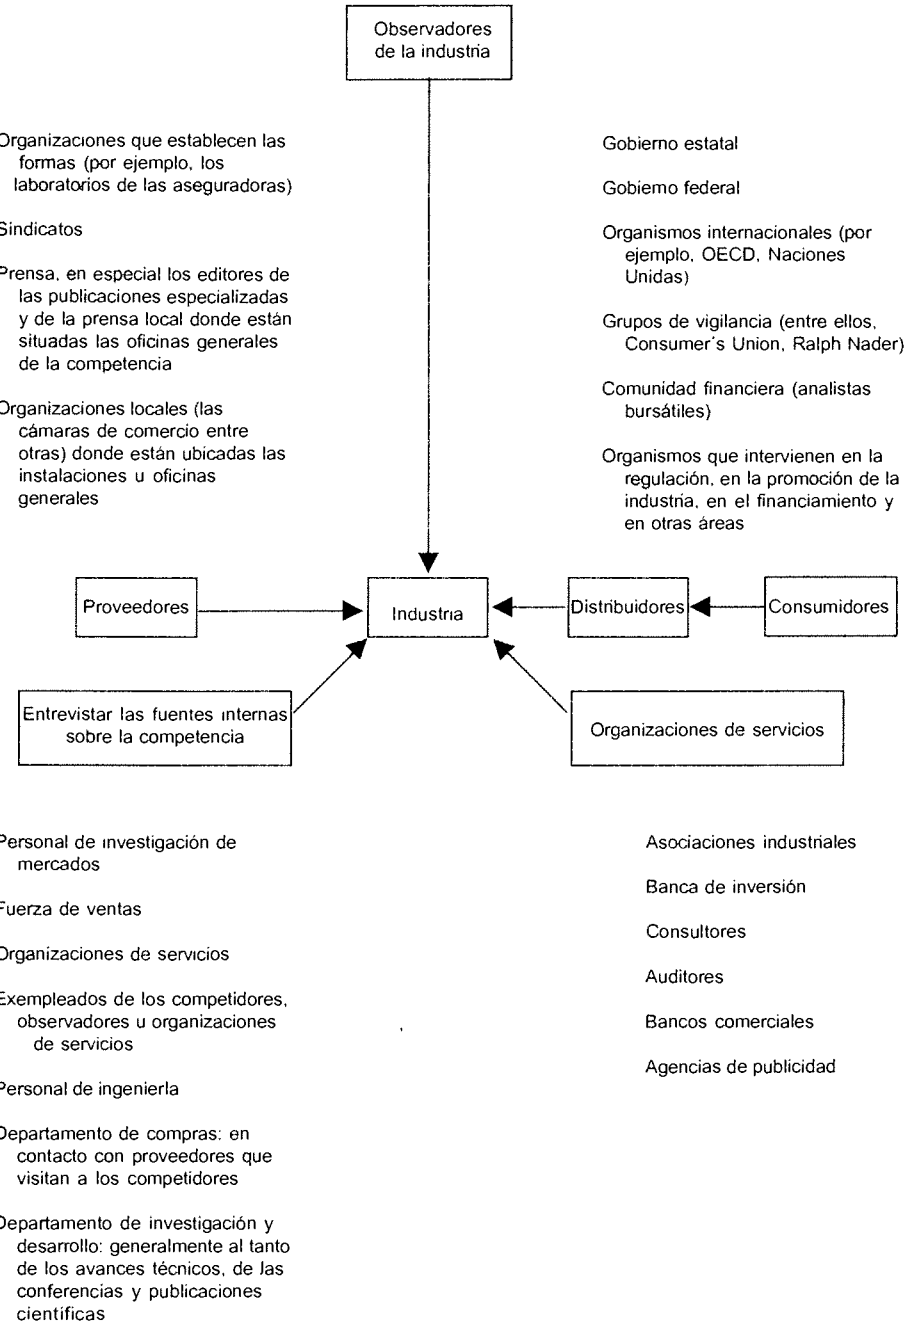 Observadores
de la industria
Organizaciones que establecen las
formas (por ejemplo, los
laboratorios de las aseguradoras)
Sindicatos
Prensa, en especial los editores de
las publicaciones especializadas
y de la prensa local donde están
situadas las oficinas generales
de la competencia
Organizaciones locales (las
cámaras de comercio entre
otras) donde están ubicadas las
instalaciones u oficinas
generales
Gobierno estatal
Gobierno federal
Organismos internacionales (por
ejemplo, OECD, Naciones
Unidas)
Grupos de vigilancia (entre ellos,
Consumer's Union, Ralph Nader)
Comunidad financiera (analistas
bursátiles)
Organismos que intervienen en la
regulación, en la promoción de la
industria, en el financiamiento y
en otras áreas
Proveedores
Industria
Distribuidores
Consumidores
Entrevistar las fuentes internas
sobre la competencia
Organizaciones de servicios
Personal de investigación de
mercados
Fuerza de ventas
Organizaciones de servicios
Exempleados de los competidores,
observadores u organizaciones
de servicios
Personal de ingeniería
Departamento de compras: en
contacto con proveedores que
visitan a los competidores
Departamento de investigación y
desarrollo: generalmente al tanto
de los avances técnicos, de las
conferencias y publicaciones
científicas
Asociaciones industriales
Banca de inversión
Consultores
Auditores
Bancos comerciales
Agencias de publicidad